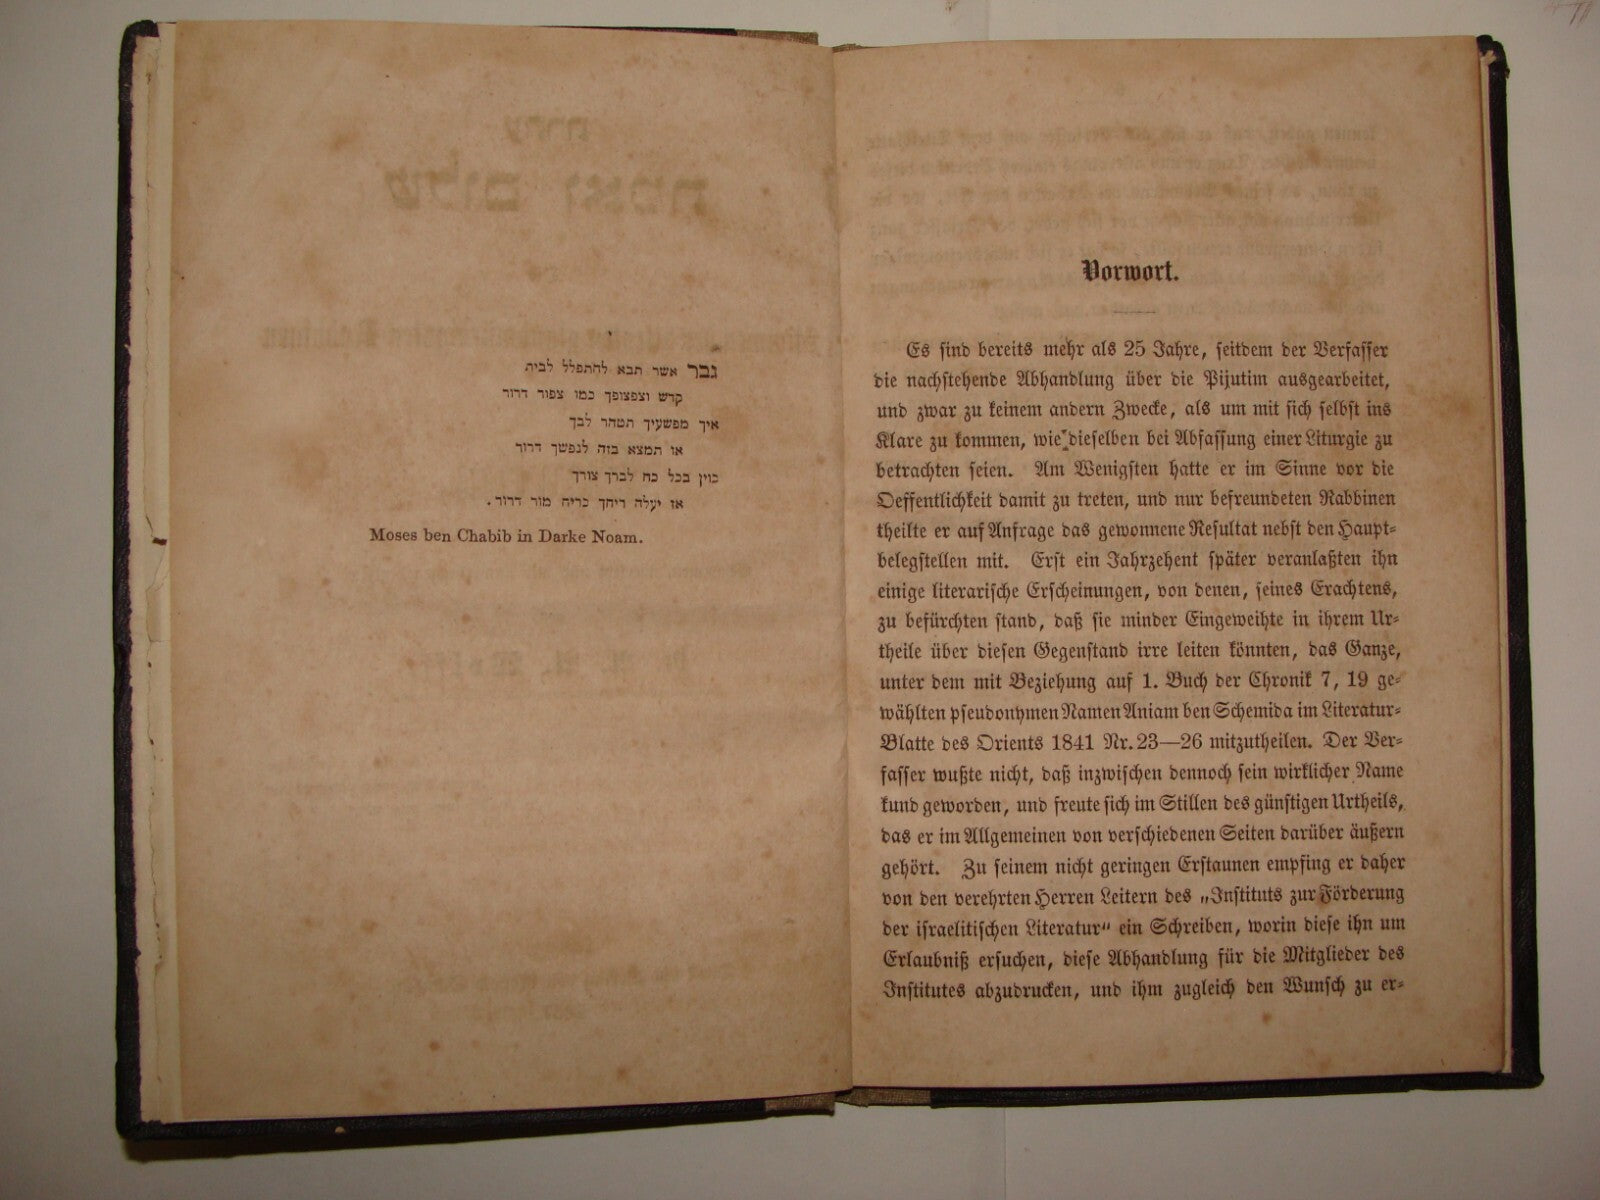 גבר אשר תבא להתפלל לבית
קדש וצפצופך כמו צפור דרור
איך מפשעיך תטהר לבך
או תמצא בזה לנפשך דרור
כוין בכל כח לברך צורך
אז יעלה ריחך כריח מור דרור.
Moses ben Chabib in Darke Noam.
Vorwort.
Es sind bereits mehr als 25 Jahre, seitdem der Verfasser
die nachstehende Abhandlung über die Pijutim ausgearbeitet,
und zwar zu keinem andern Zwecke, als um mit sich selbst ins
Klare zu kommen, wie dieselben bei Abfassung einer Liturgie zu
betrachten seien. Am Wenigsten hatte er im Sinne vor die
Oeffentlichkeit damit zu treten, und nur befreundeten Rabbinen
theilte er auf Anfrage das gewonnene Resultat nebst den Haupt-
belegstellen mit. Erst ein Jahrzehent später veranlaßten ihn
einige literarische Erscheinungen, von denen, seines Erachtens,
zu befürchten stand, daß sie minder Eingeweihte in ihrem Ur-
theile über diesen Gegenstand irre leiten könnten, das Ganze,
unter dem mit Beziehung auf 1. Buch der Chronik 7, 19 ge-
wählten pseudonymen Namen Aniam ben Schemida im Literatur-
Blatte des Orients 1841 Nr. 23—26 mitzutheilen. Der Ver-
fasser wußte nicht, daß inzwischen dennoch sein wirklicher Name
kund geworden, und freute sich im Stillen des günstigen Urtheils,
das er im Allgemeinen von verschiedenen Seiten darüber äußern
gehört. Zu seinem nicht geringen Erstaunen empfing er daher
von den verehrten Herren Leitern des „Instituts zur Förderung
der israelitischen Literatur" ein Schreiben, worin diese ihn um
Erlaubniß ersuchen, diese Abhandlung für die Mitglieder des
Institutes abzudrucken, und ihm zugleich den Wunsch zu er-